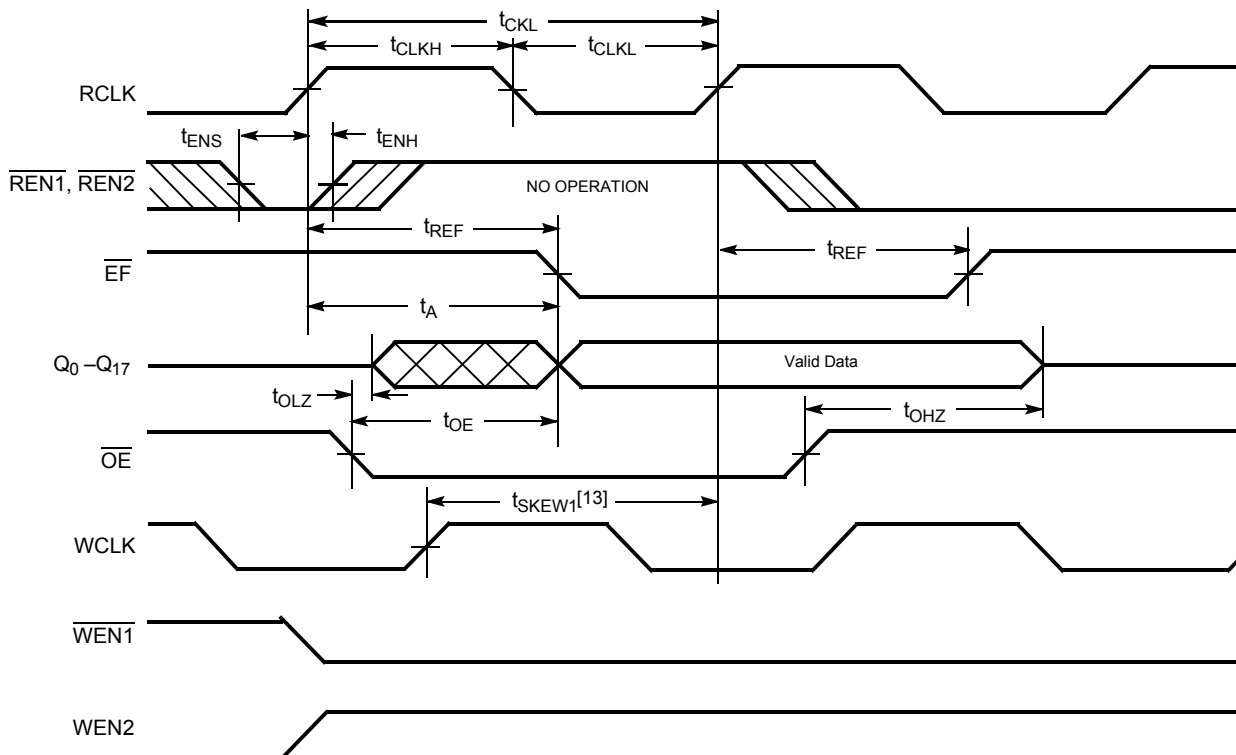 tCKL
tCLKH tCLKL
RCLK
tENS tENH
REN1, REN2
NO OPERATION
tREF
tREF
EF
tA
Q0 –Q17
Valid Data
tOLZ
tOE
tOHZ
OE
tSKEW1[13]
WCLK
WEN1
WEN2